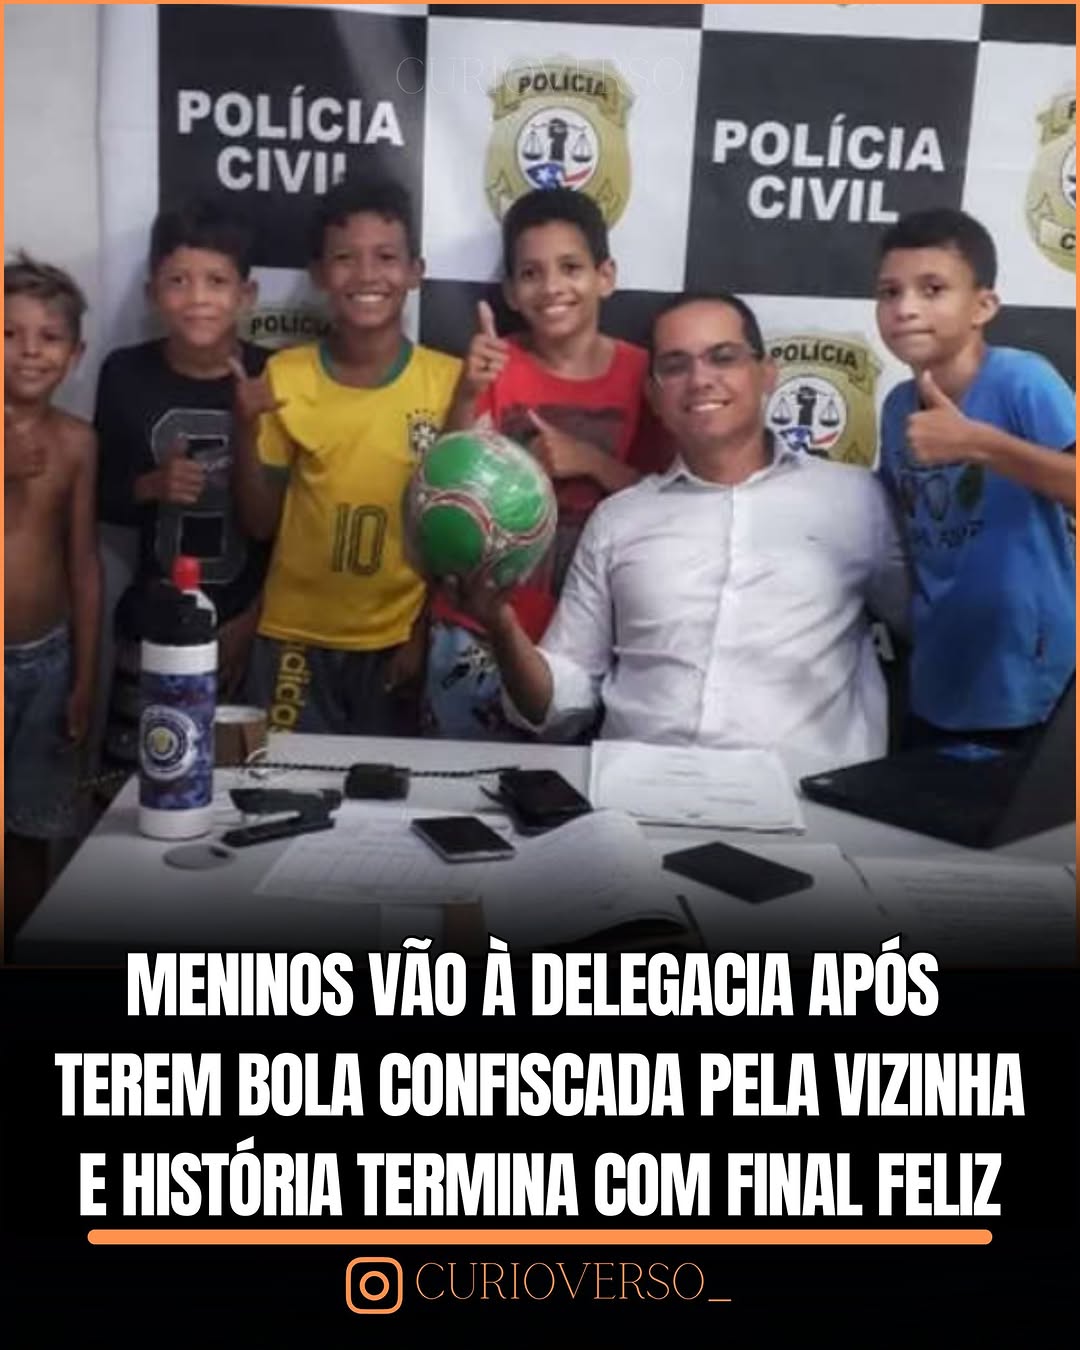 CURIOVERSO
POLÍCIA
CIVIL
POLÍCIA
POLÍCIA
CIVIL
POLÍCIA
POLÍCIA
10
MENINOS VÃO À DELEGACIA APÓS
TEREM BOLA CONFISCADA PELA VIZINHA
E HISTÓRIA TERMINA COM FINAL FELIZ
CURIOVERSO_